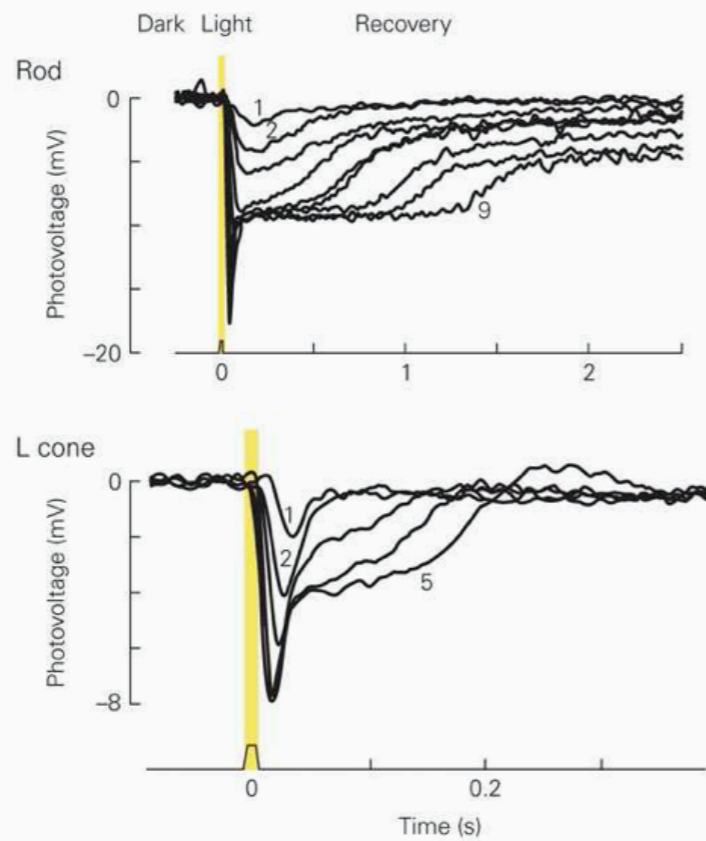 Dark Light Recovery
Rod
0
Photovoltage (mV)
–20
1
2
9
0 1 2
L cone
0
Photovoltage (mV)
–8
1
2
5
0 0.2
Time (s)